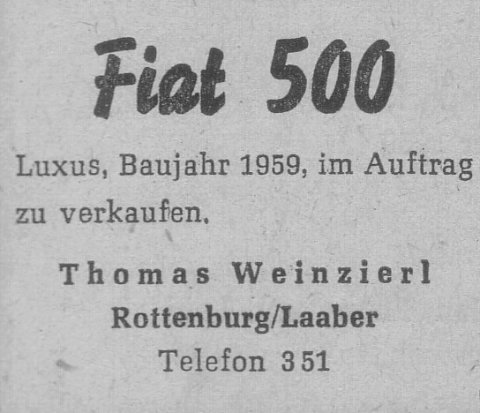 Fiat 500
Luxus, Baujahr 1959, im Auftrag
zu verkaufen.
Thomas Weinzierl
Rottenburg/Laaber
Telefon 351